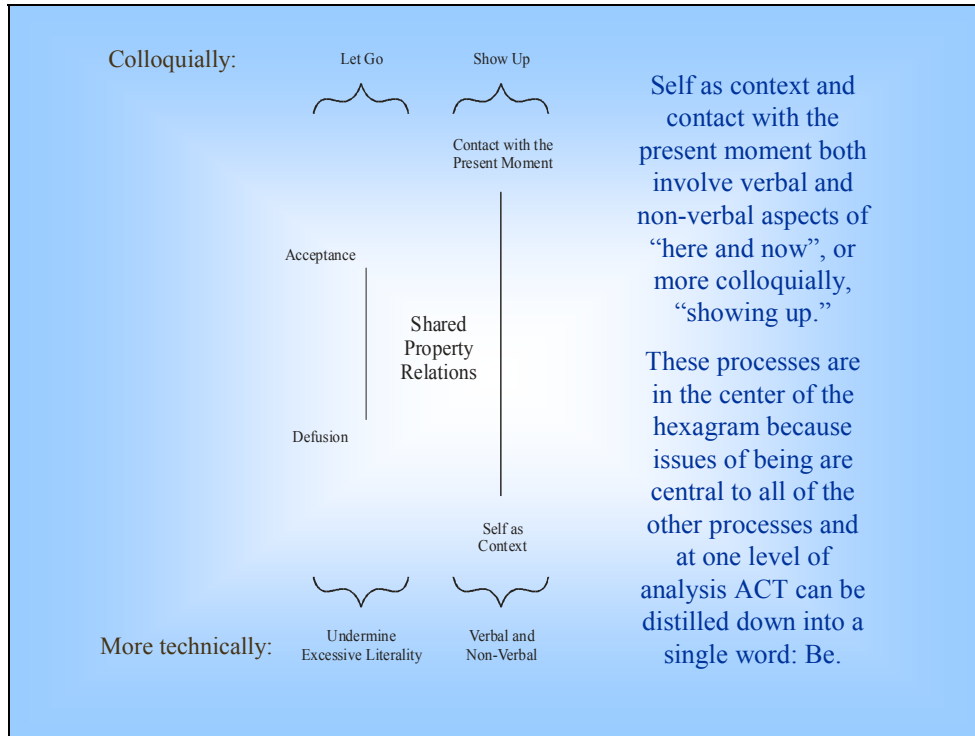 Colloquially:
Let Go
Show Up
Contact with the
Present Moment
Acceptance
Shared
Property
Relations
Defusion
Self as
Context
More technically:
Undermine
Excessive Literality
Verbal and
Non-Verbal
Self as context and
contact with the
present moment both
involve verbal and
non-verbal aspects of
“here and now”, or
more colloquially,
“showing up.”
These processes are
in the center of the
hexagram because
issues of being are
central to all of the
other processes and
at one level of
analysis ACT can be
distilled down into a
single word: Be.